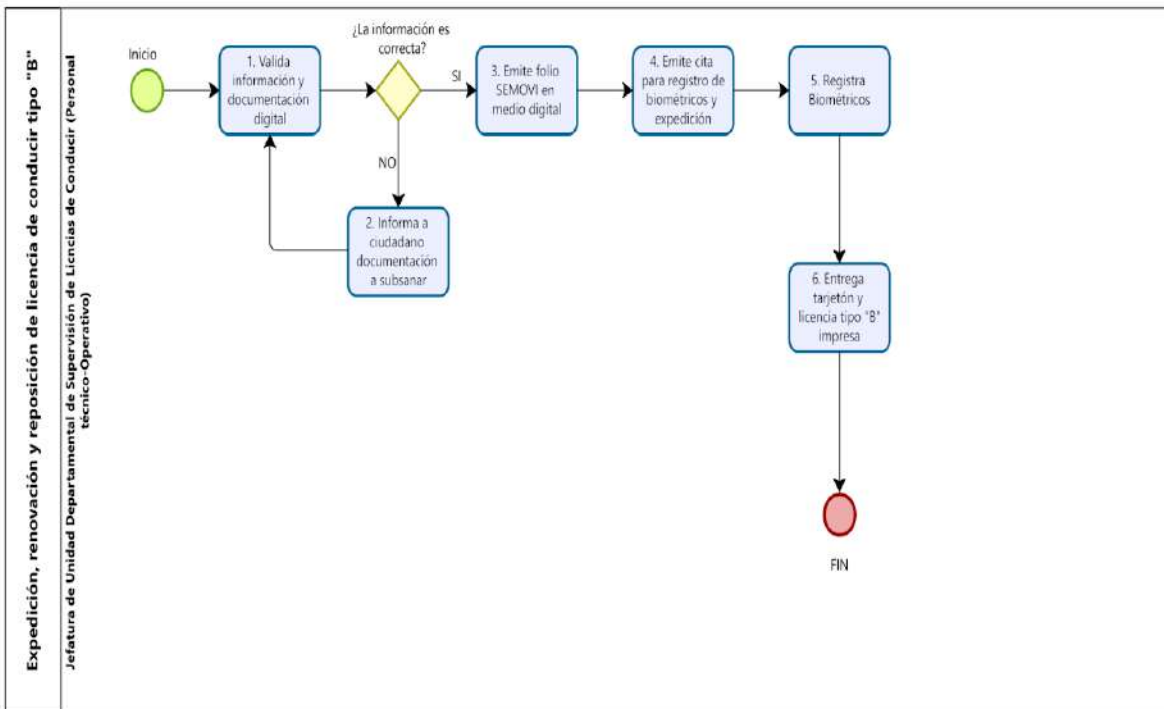 Expedición, renovación y reposición de licencia de conducir tipo "B"
Jefatura de Unidad Departamental de Supervisión de Licncias de Conducir (Personal
técnico-Operativo)
Inicio
1. Valida
información y
documentación
digital
¿La información es
correcta?
SI
NO
2. Informa a
ciudadano
documentación
a subsanar
3. Emite folio
SEMOVI en
medio digital
4. Emite cita
para registro de
biométricos y
expedición
5. Registra
Biométricos
6. Entrega
tarjetón y
licencia tipo "B"
impresa
FIN